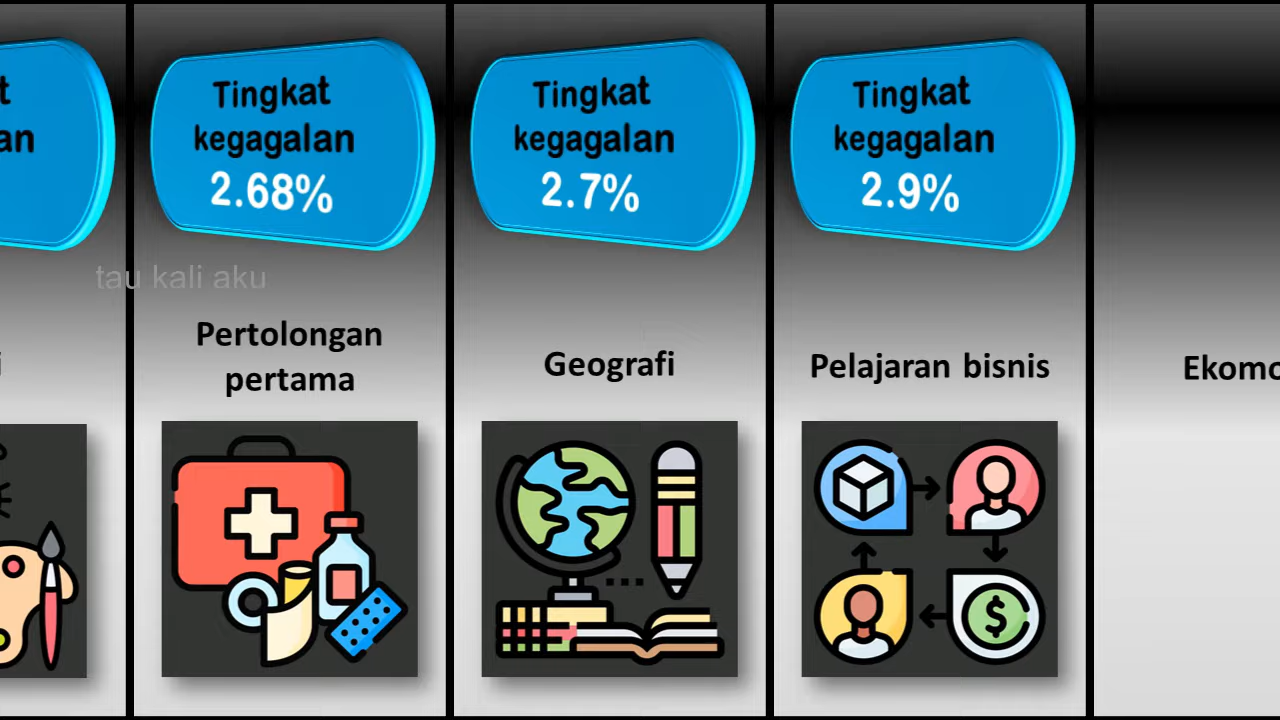 Tingkat
kegagalan
2.68%
Pertolongan
pertama
Tingkat
kegagalan
2.7%
Geografi
Tingkat
kegagalan
2.9%
Pelajaran bisnis
tau kali aku